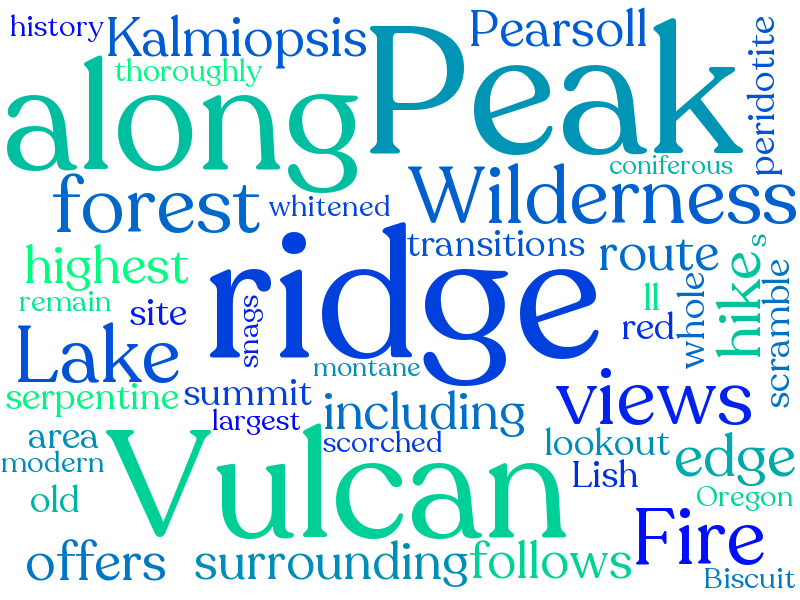 history
Kalmiopsis
Pearsoll
Peak
peridotite
thoroughly
along
coniferous
forest
whitened
Wilderness
transitions
route
s
highest
ridge
hike
remain
site
snags
ll
red
whole
scramble
Lake
montane
serpentine
summit
including
views
largest
area
Vulcan
scorched
lookout
edge
modern
Lish
old
Oregon
Fire
offers
surrounding
follows
Biscuit